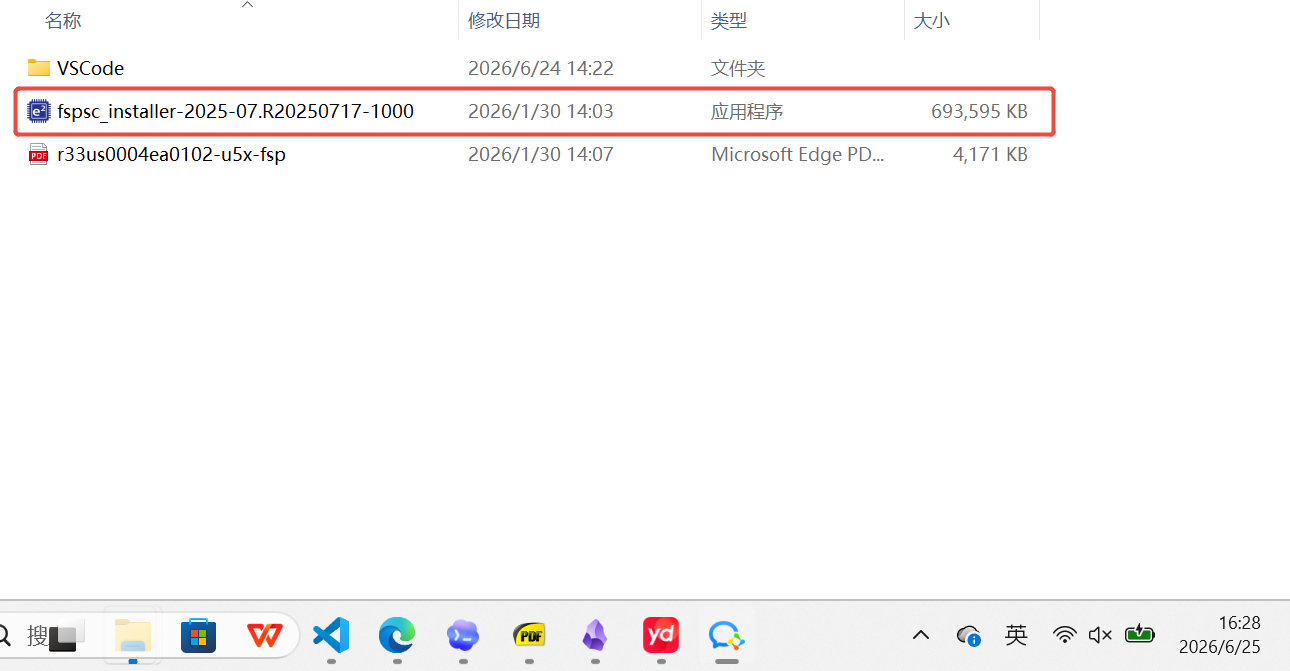 名称 修改日期 类型 大小
VSCode 2026/6/24 14:22 文件夹
fspsc_installer-2025-07.R20250717-1000 2026/1/30 14:03 应用程序 693,595 KB
PDF r33us0004ea0102-u5x-fsp 2026/1/30 14:07 Microsoft Edge PD... 4,171 KB
搜 PDF yd 英 16:28
2026/6/25